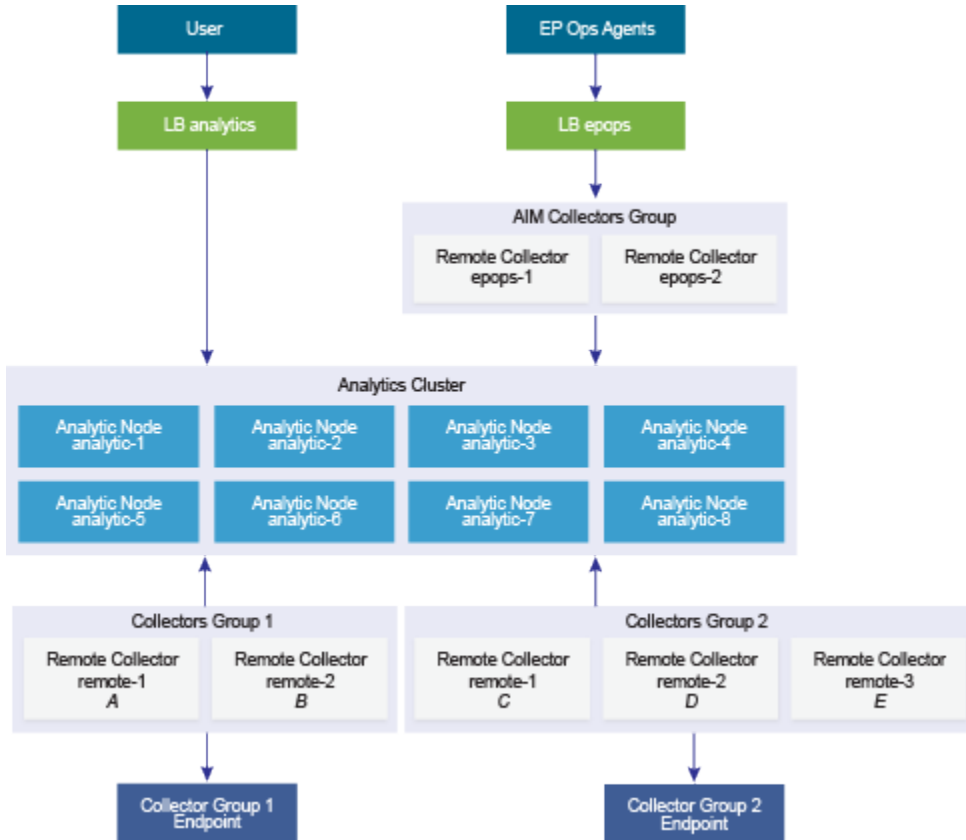 User
EP Ops Agents
LB analytics
LB epops
AIM Collectors Group
Remote Collector
epops-1
Remote Collector
epops-2
Analytics Cluster
Analytic Node
analytic-1
Analytic Node
analytic-2
Analytic Node
analytic-3
Analytic Node
analytic-4
Analytic Node
analytic-5
Analytic Node
analytic-6
Analytic Node
analytic-7
Analytic Node
analytic-8
Collectors Group 1
Remote Collector
remote-1
A
Remote Collector
remote-2
B
Collectors Group 2
Remote Collector
remote-1
C
Remote Collector
remote-2
D
Remote Collector
remote-3
E
Collector Group 1
Endpoint
Collector Group 2
Endpoint